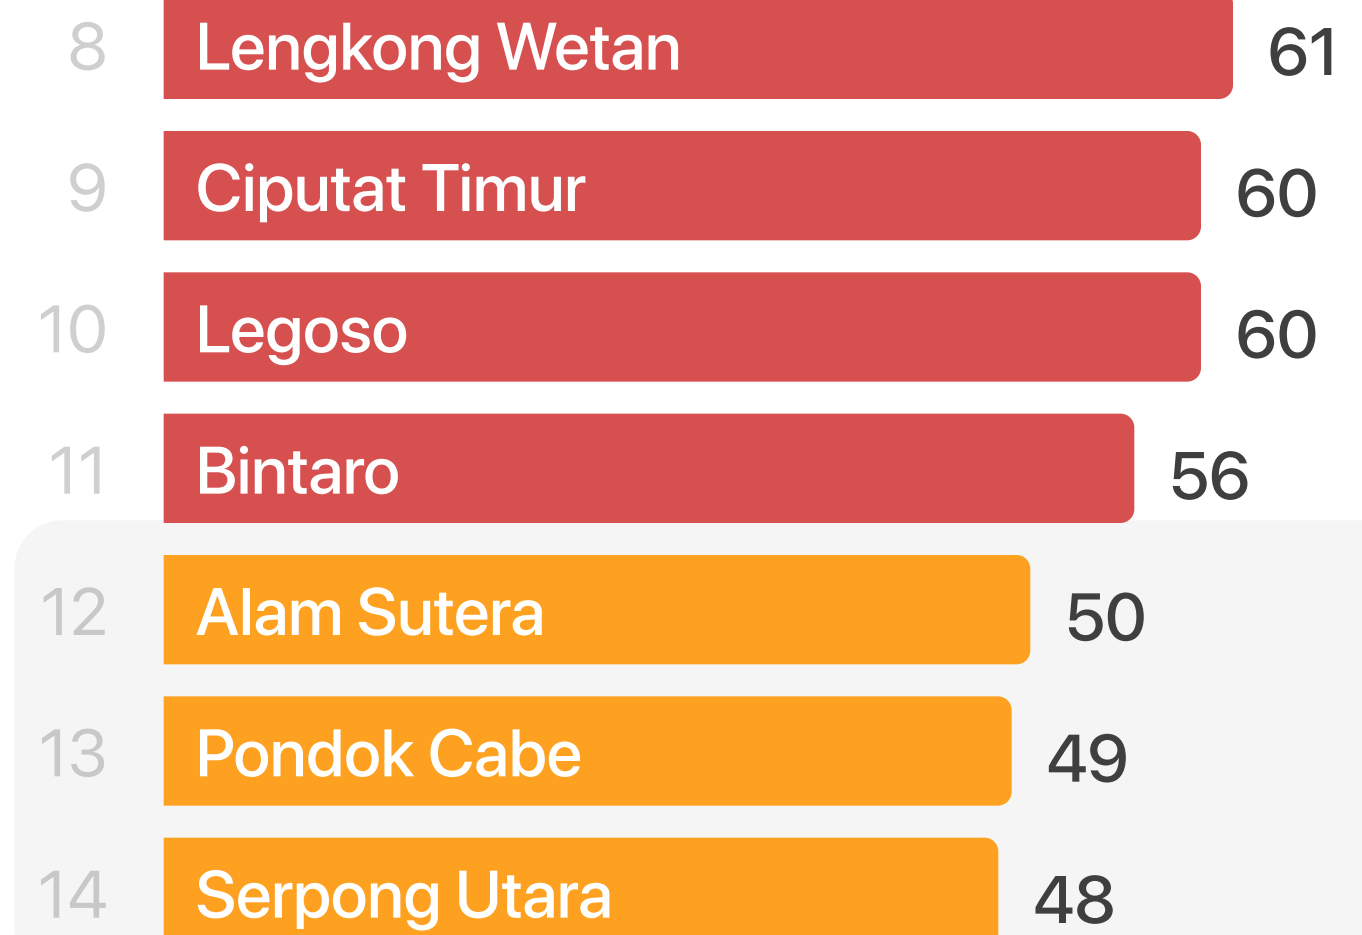 8 Lengkong Wetan 61
9 Ciputat Timur 60
10 Legoso 60
11 Bintaro 56
12 Alam Sutera 50
13 Pondok Cabe 49
14 Serpong Utara 48